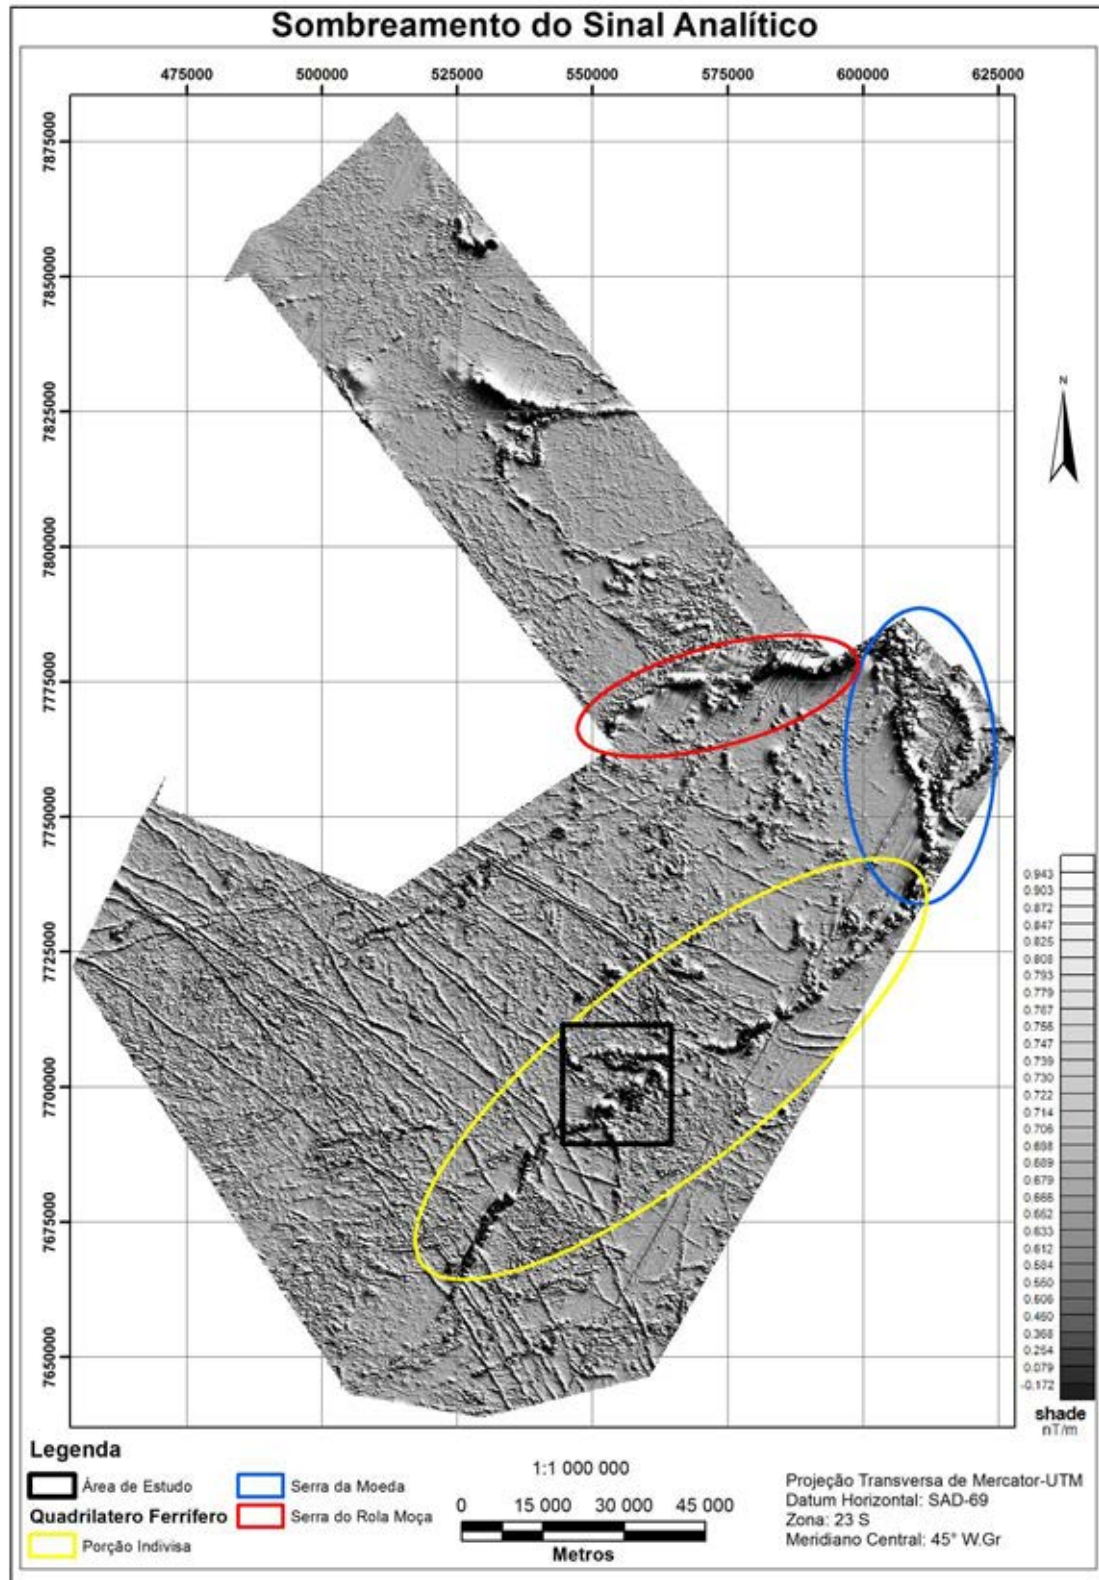 Sombreamento do Sinal Analítico
475000 500000 525000 550000 575000 600000 625000
7875000
7850000
7825000
7800000
7775000
7750000
7725000
7700000
7675000
7650000
N
0.943
0.903
0.872
0.847
0.825
0.808
0.793
0.779
0.767
0.756
0.747
0.739
0.730
0.722
0.714
0.706
0.698
0.689
0.679
0.665
0.652
0.633
0.612
0.584
0.550
0.506
0.460
0.368
0.254
0.079
-0.172
shade
nT/m
Legenda
Área de Estudo
Quadrilatero Ferrífero
Porção Indivisa
Serra da Moeda
Serra do Rola Moça
1:1 000 000
0 15 000 30 000 45 000
Metros
Projeção Transversa de Mercator-UTM
Datum Horizontal: SAD-69
Zona: 23 S
Meridiano Central: 45° W.Gr